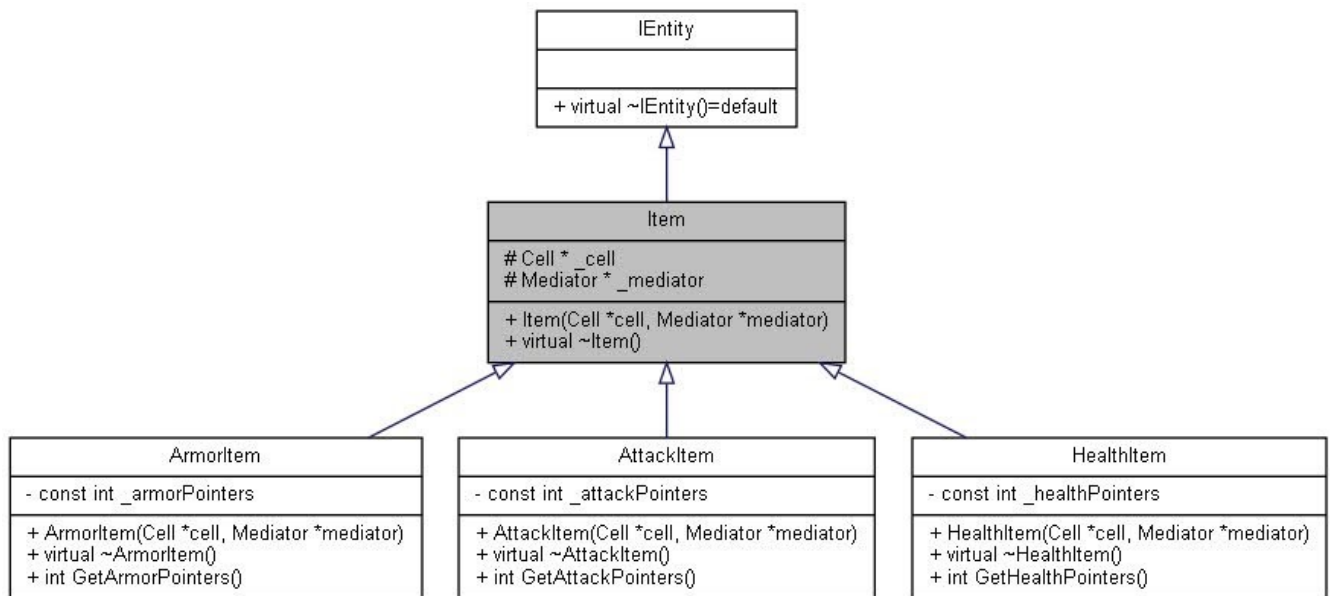 IEntity
+ virtual ~IEntity()=default
Item
# Cell * _cell
# Mediator * _mediator
+ Item(Cell *cell, Mediator *mediator)
+ virtual ~Item()
ArmorItem
- const int _armorPointers
+ ArmorItem(Cell *cell, Mediator *mediator)
+ virtual ~ArmorItem()
+ int GetArmorPointers()
AttackItem
- const int _attackPointers
+ AttackItem(Cell *cell, Mediator *mediator)
+ virtual ~AttackItem()
+ int GetAttackPointers()
HealthItem
- const int _healthPointers
+ HealthItem(Cell *cell, Mediator *mediator)
+ virtual ~HealthItem()
+ int GetHealthPointers()